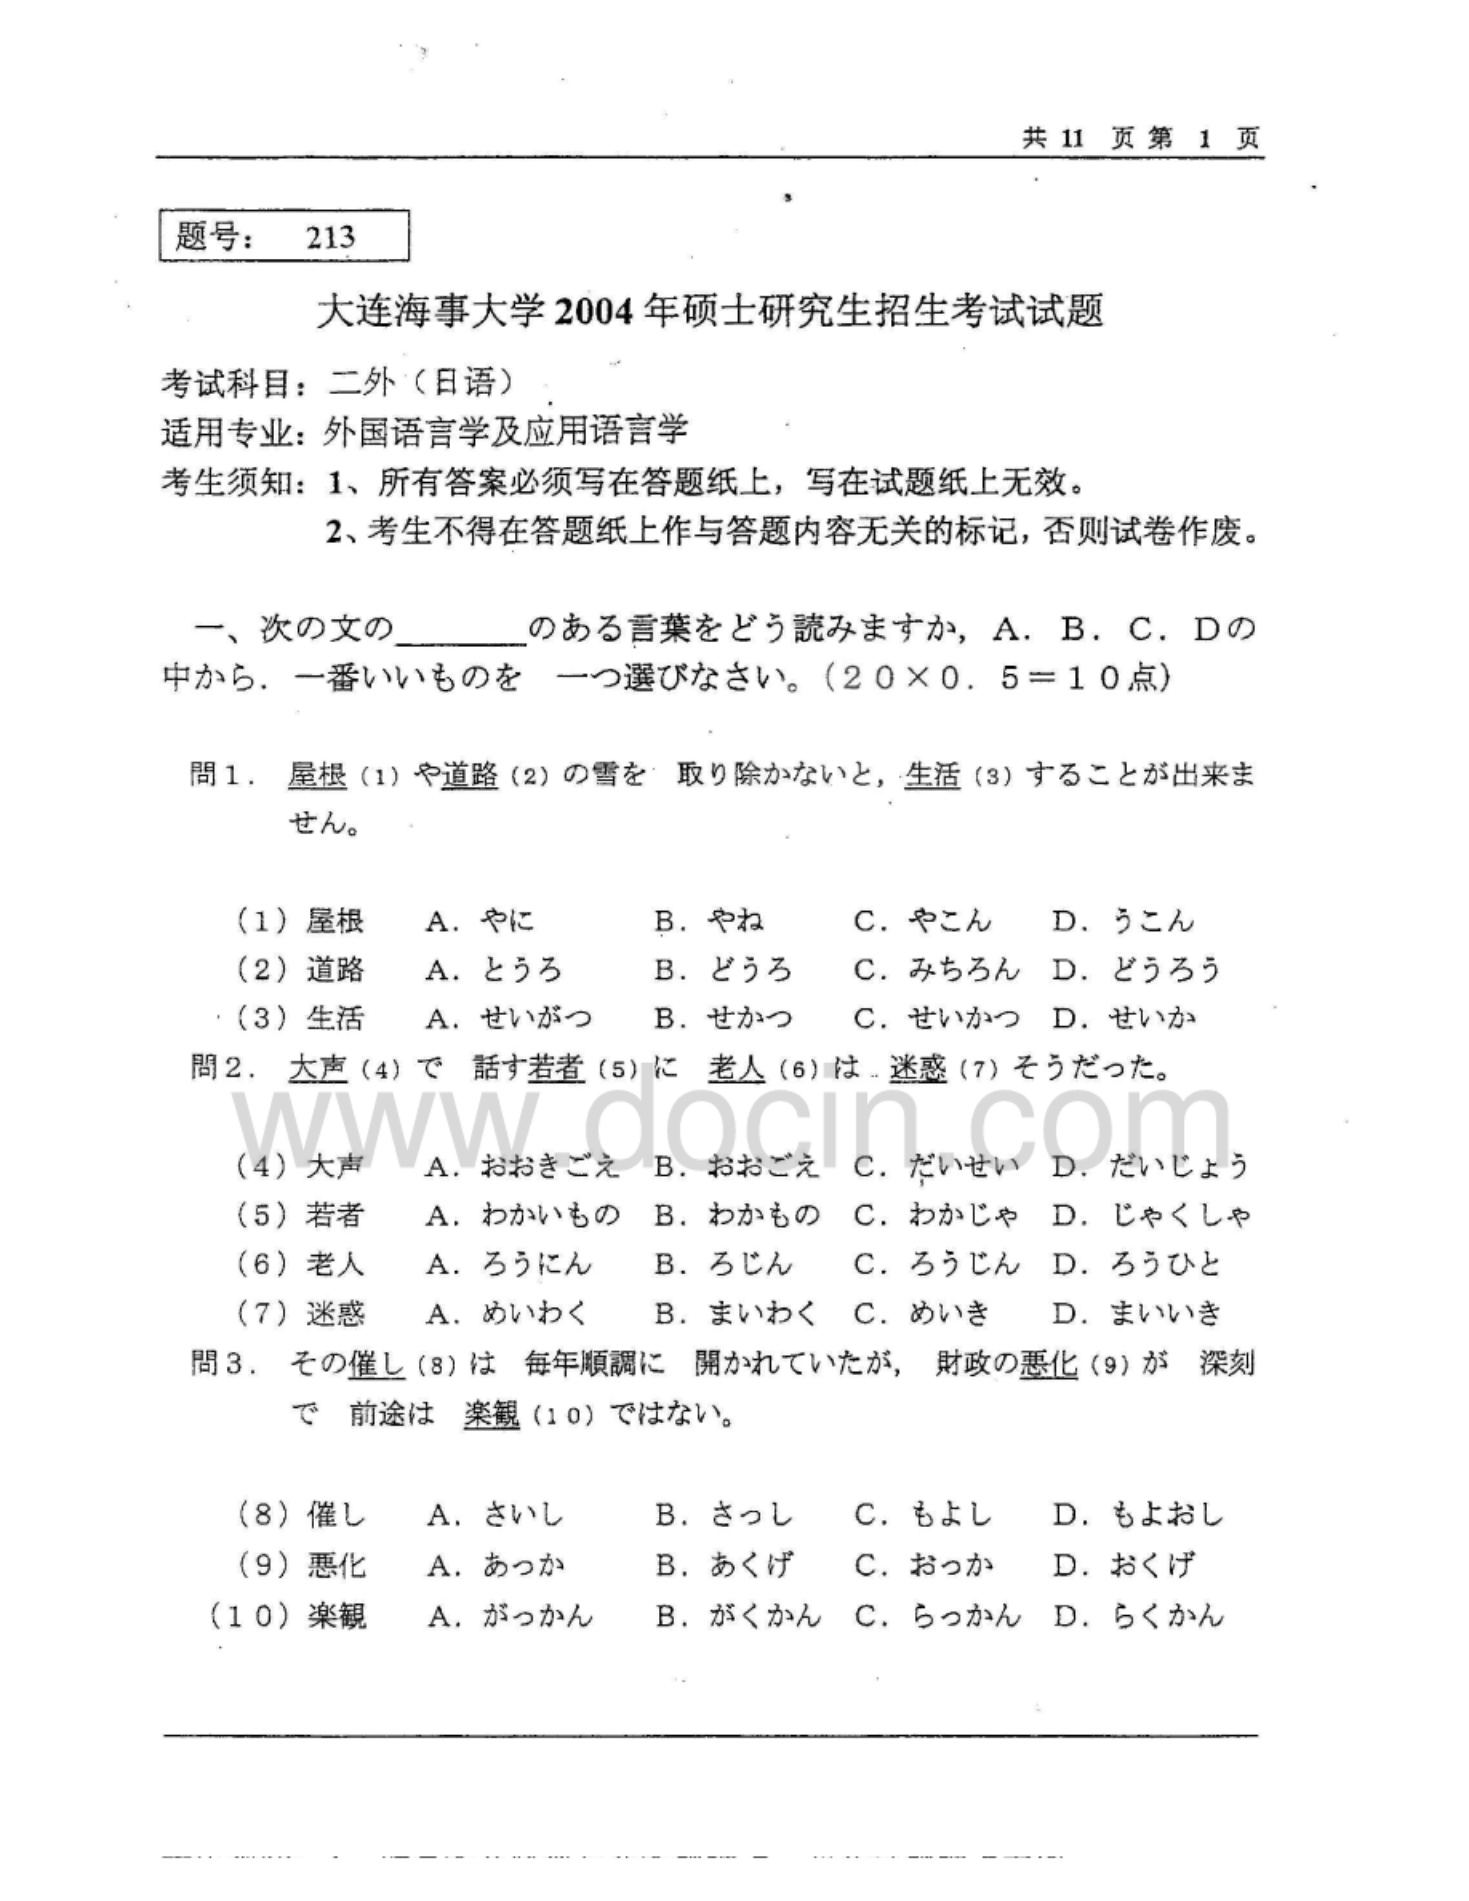 共 11 页 第 1 页
题号： 213
大连海事大学 2004 年硕士研究生招生考试试题
考试科目：二外（日语）
适用专业：外国语言学及应用语言学
考生须知：1、所有答案必须写在答题纸上，写在试题纸上无效。
2、考生不得在答题纸上作与答题内容无关的标记，否则试卷作废。
一、次の文の＿＿＿＿のある言葉をどう読みますか，Ａ．Ｂ．Ｃ．Ｄの
中から．一番いいものを　一つ選びなさい。（２０×０．５＝１０点）
問１．　屋根（1）や道路（2）の雪を　取り除かないと，生活（3）することが出来ま
せん。
（１）屋根　A．やに　B．やね　C．やこん　D．うこん
（２）道路　A．とうろ　B．どうろ　C．みちろん　D．どうろう
（３）生活　A．せいがつ　B．せかつ　C．せいかつ　D．せいか
問２．　大声（4）で　話す若者（5）に　老人（6）は　迷惑（7）そうだった。
www.docin.com
（４）大声　A．おおきごえ　B．おおごえ　C．だいせい　D．だいじょう
（５）若者　A．わかいもの　B．わかもの　C．わかじゃ　D．じゃくしゃ
（６）老人　A．ろうにん　B．ろじん　C．ろうじん　D．ろうひと
（７）迷惑　A．めいわく　B．まいわく　C．めいき　D．まいいき
問３．　その催し（8）は　毎年順調に　開かれていたが，　財政の悪化（9）が　深刻
で　前途は　楽観（10）ではない。
（８）催し　A．さいし　B．さっし　C．もよし　D．もよおし
（９）悪化　A．あっか　B．あくげ　C．おっか　D．おくげ
（１０）楽観　A．がっかん　B．がくかん　C．らっかん　D．らくかん